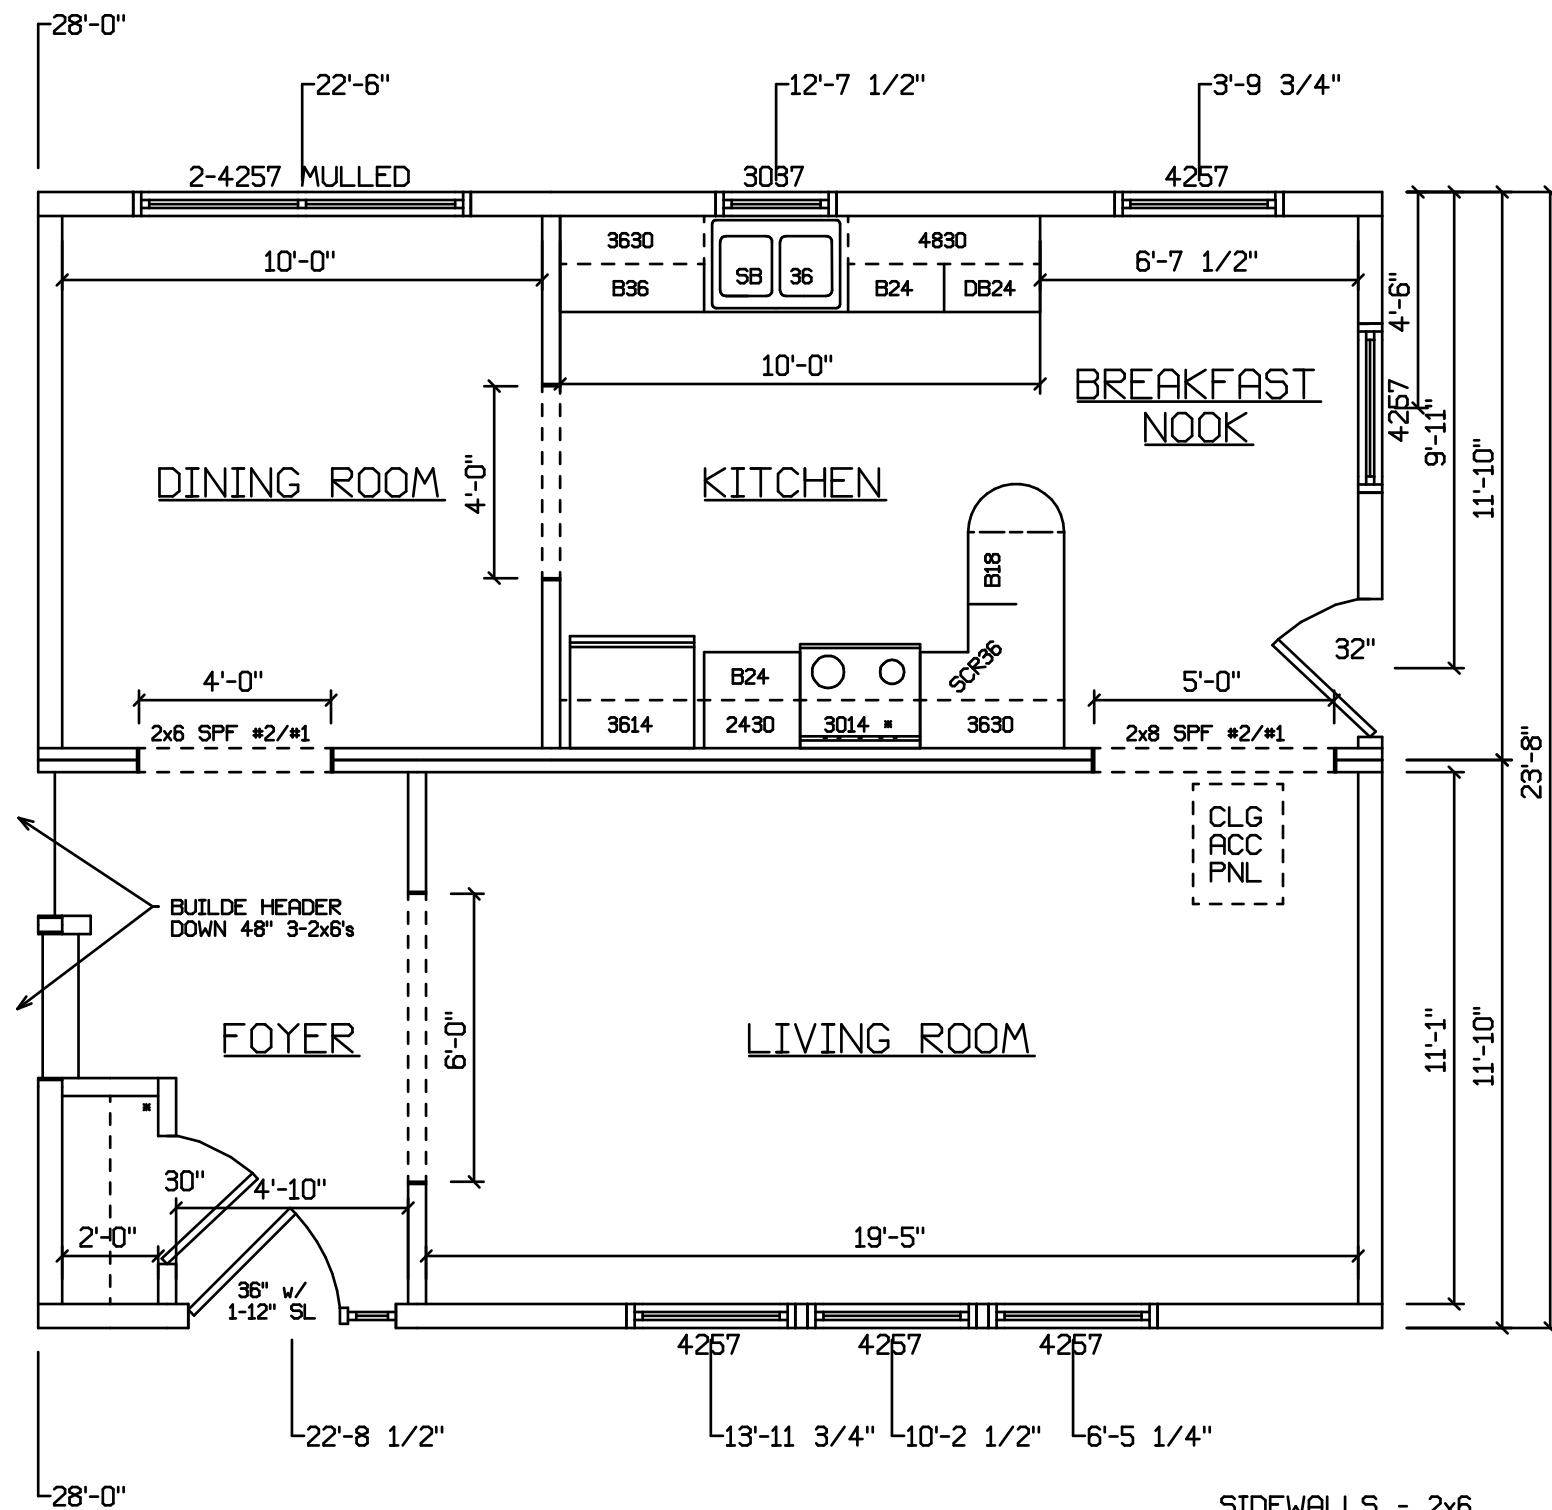 28'-0"
22'-6"
12'-7 1/2"
3'-9 3/4"
2-4257 MULLED
3037
4257
3630
4830
10'-0"
SB
36
6'-7 1/2"
B36
B24
DB24
4'-6"
10'-0"
BREAKFAST
NOOK
4257
9'-11"
11'-10"
DINING ROOM
4'-0"
KITCHEN
B18
32"
SCR36
4'-0"
B24
5'-0"
2x6 SPF #2/#1
3614
2430
3014 *
3630
2x8 SPF #2/#1
23'-8"
CLG
ACC
PNL
BUILDE HEADER
DOWN 48" 3-2x6's
FOYER
6'-0"
LIVING ROOM
11'-1"
11'-10"
*
30"
4'-10"
2'-0"
19'-5"
36" w/
1-12" SL
4257
4257
4257
22'-8 1/2"
13'-11 3/4"
10'-2 1/2"
6'-5 1/4"
28'-0"
SIDEWALLS - 2x6